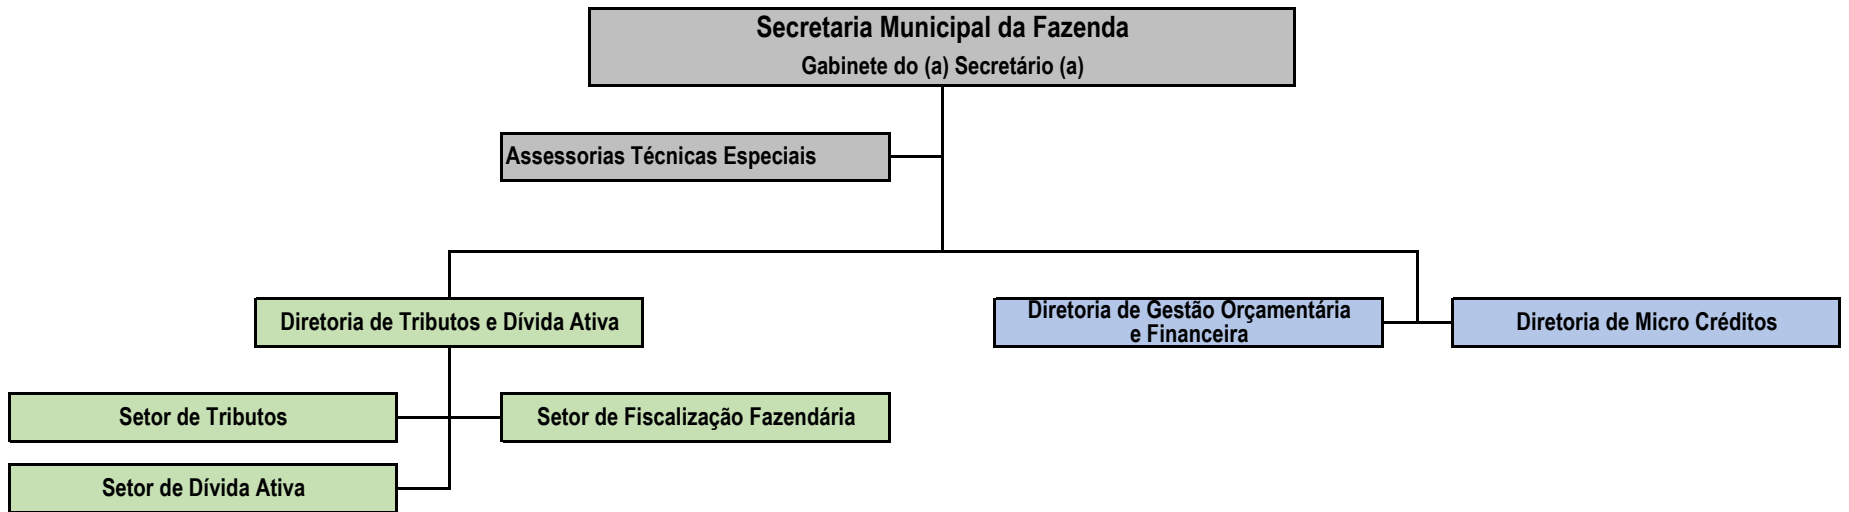 Secretaria Municipal da Fazenda
Gabinete do (a) Secretário (a)
Assessorias Técnicas Especiais
Diretoria de Tributos e Dívida Ativa
Diretoria de Gestão Orçamentária
e Financeira
Diretoria de Micro Créditos
Setor de Tributos
Setor de Fiscalização Fazendária
Setor de Dívida Ativa